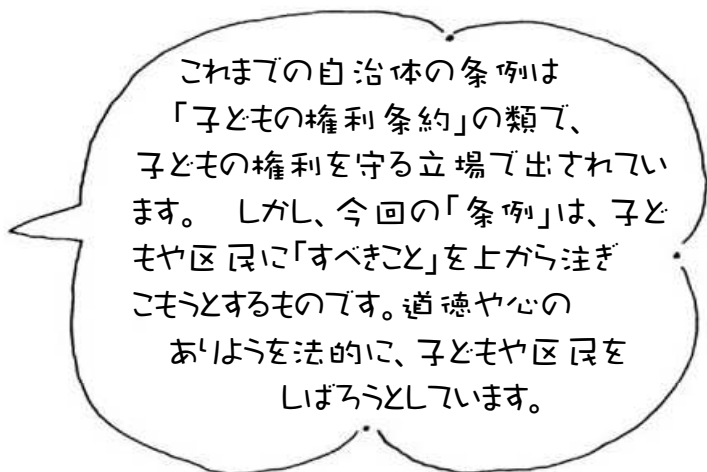 これまでの自治体の条例は
「子どもの権利条約」の類で、
子どもの権利を守る立場で出されてい
ます。　しかし、今回の「条例」は、子ど
もや区民に「すべきこと」を上から注ぎ
こもうとするものです。道徳や心の
ありようを法的に、子どもや区民を
しばろうとしています。